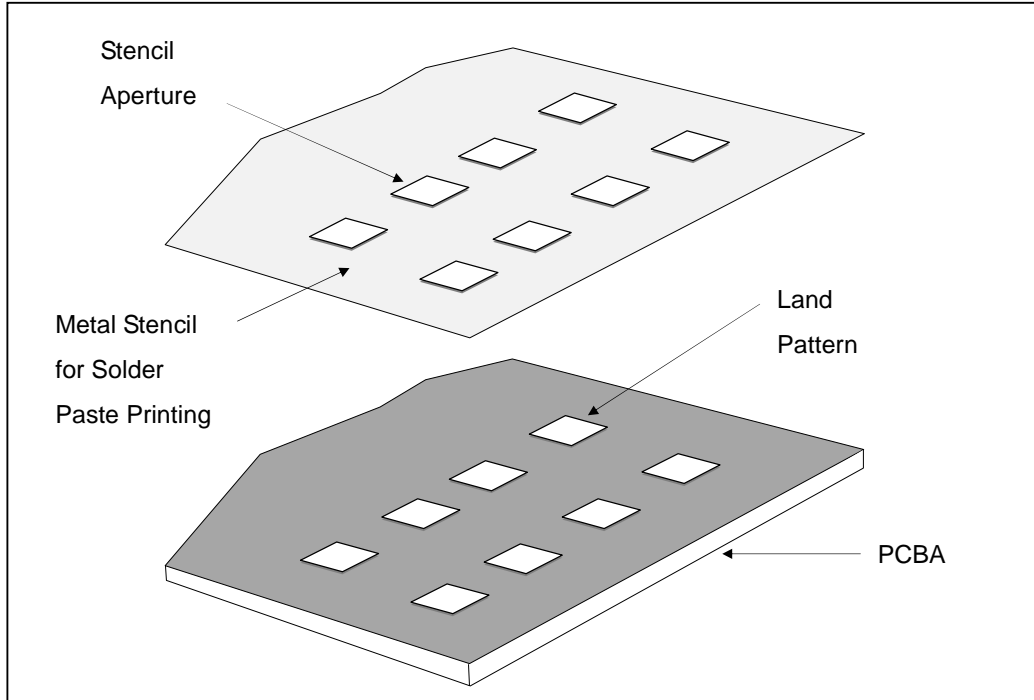 Stencil
Aperture
Metal Stencil
for Solder
Paste Printing
Land
Pattern
PCBA